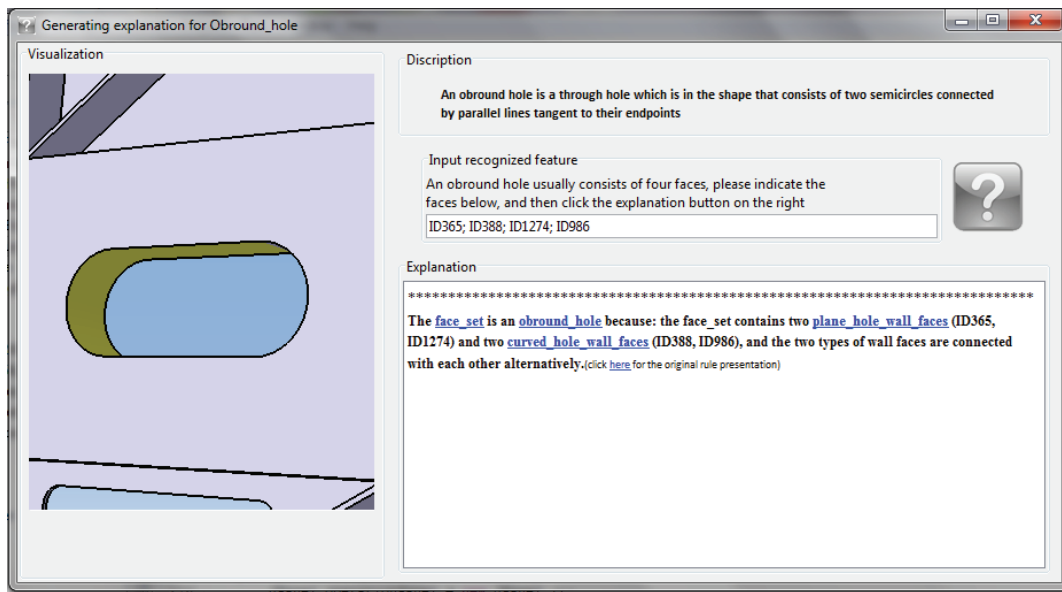 Generating explanation for Obround_hole
Visualization
Discription
An obround hole is a through hole which is in the shape that consists of two semicircles connected
by parallel lines tangent to their endpoints
Input recognized feature
An obround hole usually consists of four faces, please indicate the
faces below, and then click the explanation button on the right
ID365; ID388; ID1274; ID986
?
Explanation
******************************************************************************
The face_set is an obround_hole because: the face_set contains two plane_hole_wall_faces (ID365,
ID1274) and two curved_hole_wall_faces (ID388, ID986), and the two types of wall faces are connected
with each other alternatively.(click here for the original rule presentation)